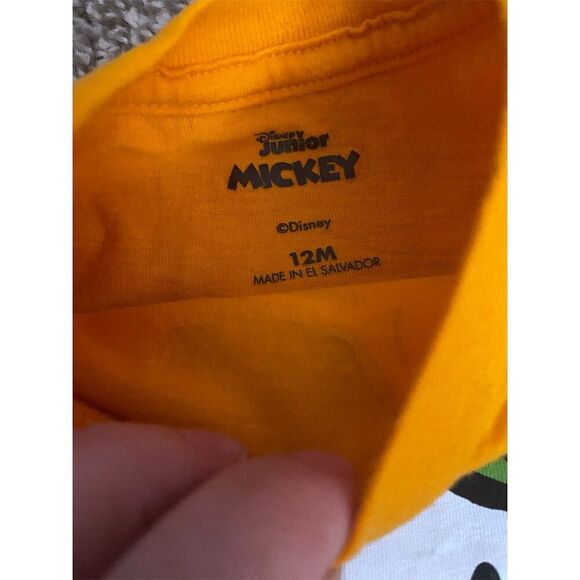 Disney
Junior
MICKEY
©Disney
12M
MADE IN EL SALVADOR